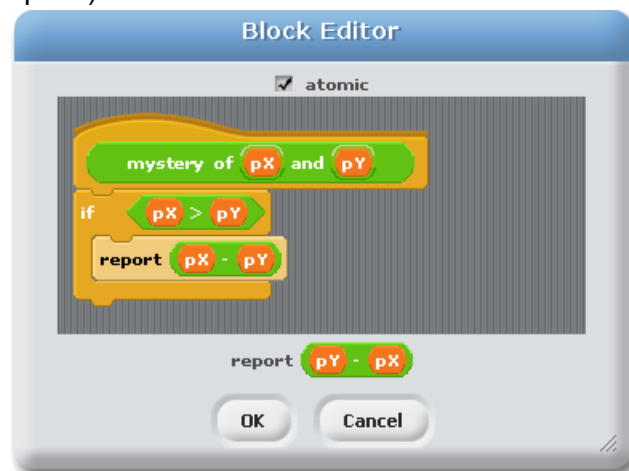 Block Editor
atomic
mystery of pX and pY
if pX > pY
report pX - pY
report pY - pX
OK Cancel